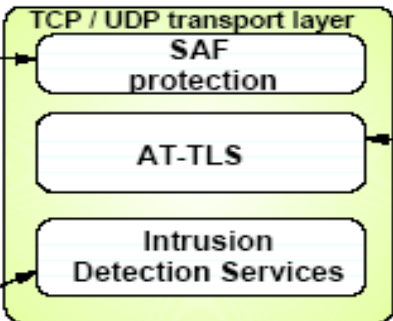 TCP / UDP transport layer
SAF
protection
AT-TLS
Intrusion
Detection Services